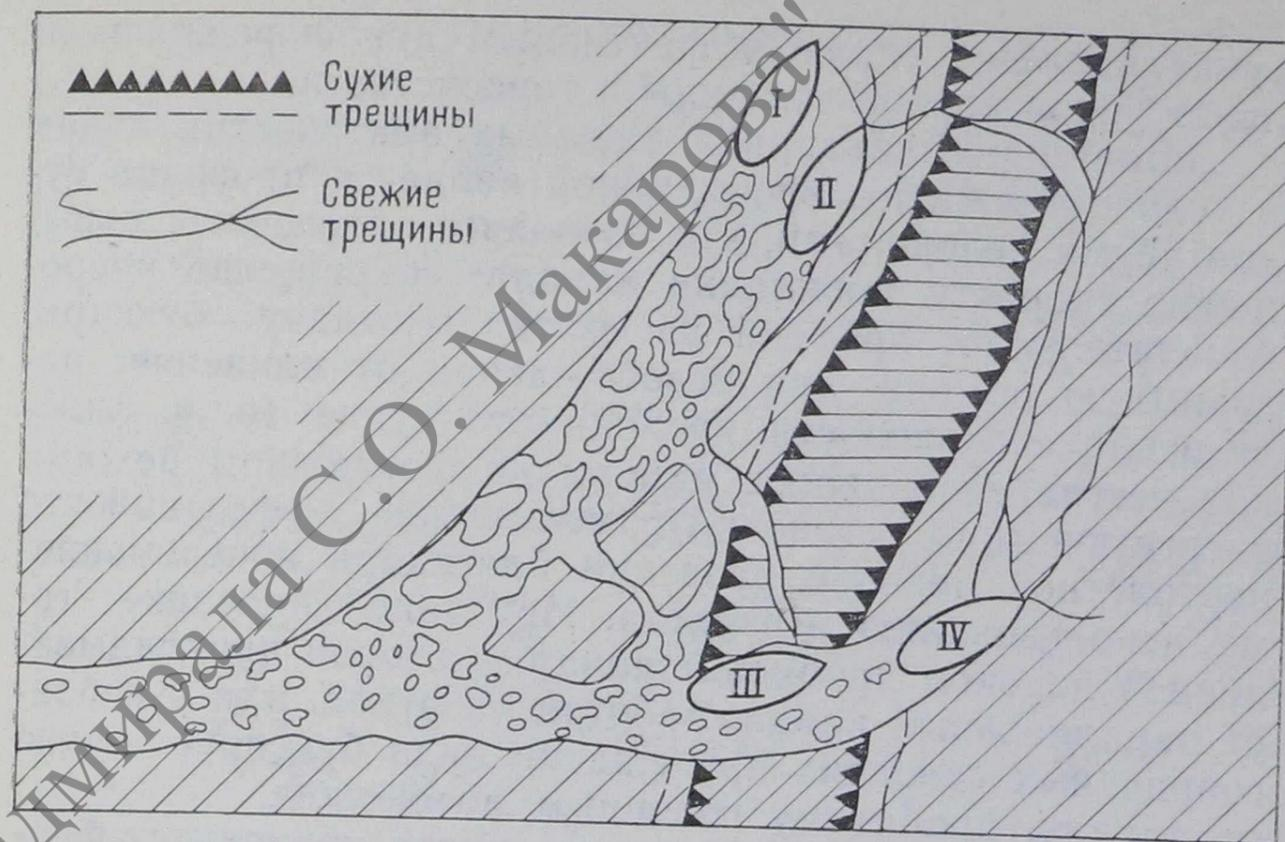 Сухие
трещины
Свежие
трещины
I
II
III
IV
адмирала С.О. Макарова"